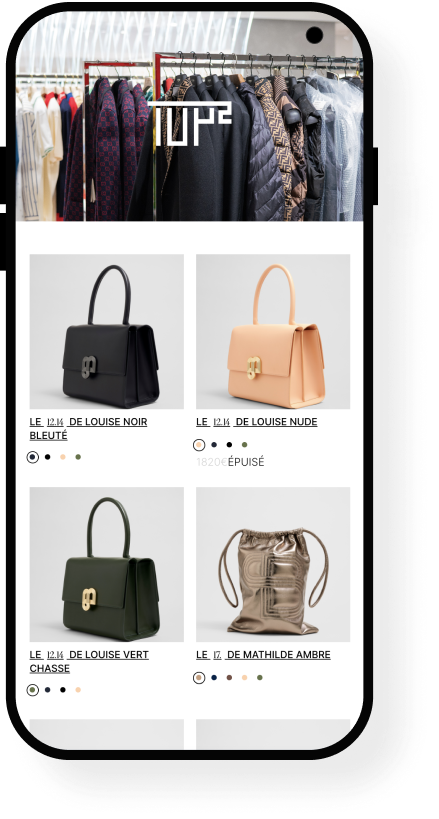 1UP2
LE 12.14 DE LOUISE NOIR
BLEUTÉ
LE 12.14 DE LOUISE NUDE
1820€ÉPUISÉ
LE 12.14 DE LOUISE VERT
CHASSE
LE 17. DE MATHILDE AMBRE